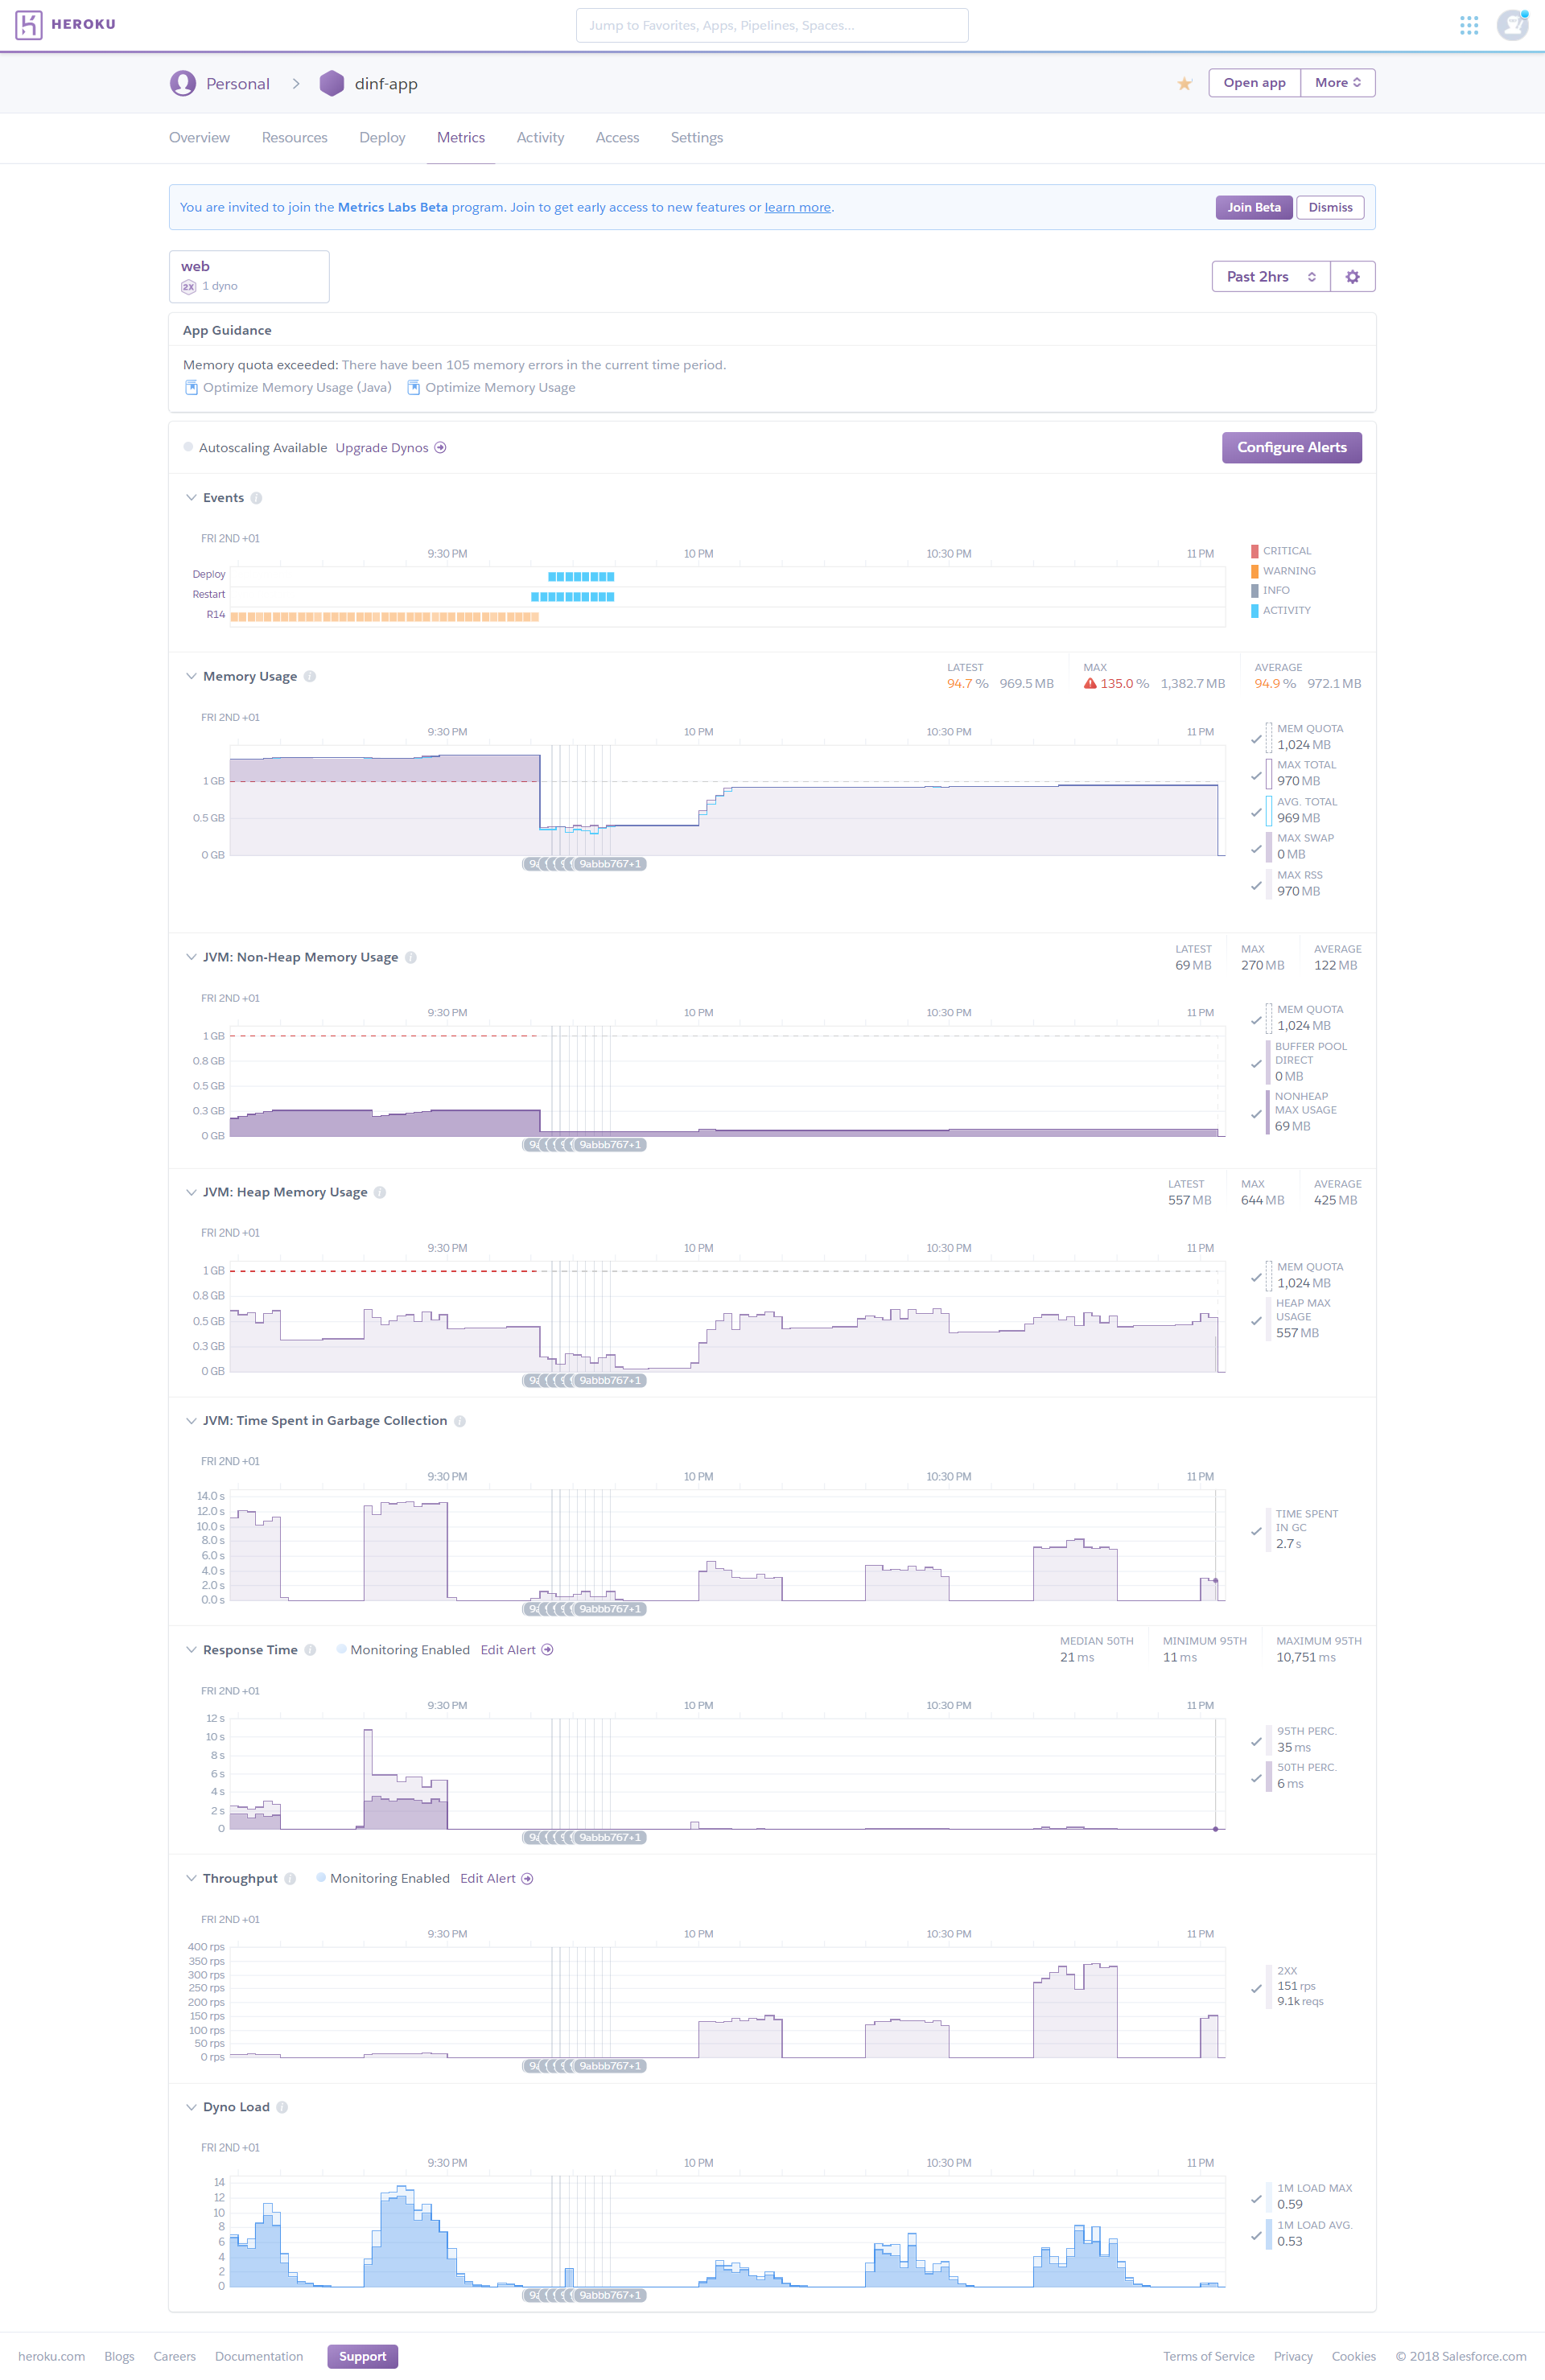 HEROKU
Jump to Favorites, Apps, Pipelines, Spaces...
Personal > dinf-app
Open app More
Overview Resources Deploy Metrics Activity Access Settings
You are invited to join the Metrics Labs Beta program. Join to get early access to new features or learn more.
Join Beta Dismiss
web
2X 1 dyno
Past 2hrs
App Guidance
Memory quota exceeded: There have been 105 memory errors in the current time period.
Optimize Memory Usage (Java) Optimize Memory Usage
Autoscaling Available Upgrade Dynos
Configure Alerts
Events
FRI 2ND +01
9:30 PM 10 PM 10:30 PM 11 PM
Deploy
Restart
R14
CRITICAL
WARNING
INFO
ACTIVITY
Memory Usage
LATEST MAX AVERAGE
94.7 % 969.5 MB 135.0 % 1,382.7 MB 94.9 % 972.1 MB
FRI 2ND +01
9:30 PM 10 PM 10:30 PM 11 PM
1 GB
0.5 GB
0 GB
9abbb767+1
MEM QUOTA
1,024 MB
MAX TOTAL
970 MB
AVG. TOTAL
969 MB
MAX SWAP
0 MB
MAX RSS
970 MB
JVM: Non-Heap Memory Usage
LATEST MAX AVERAGE
69 MB 270 MB 122 MB
FRI 2ND +01
9:30 PM 10 PM 10:30 PM 11 PM
1 GB
0.8 GB
0.5 GB
0.3 GB
0 GB
9abbb767+1
MEM QUOTA
1,024 MB
BUFFER POOL
DIRECT
0 MB
NONHEAP
MAX USAGE
69 MB
JVM: Heap Memory Usage
LATEST MAX AVERAGE
557 MB 644 MB 425 MB
FRI 2ND +01
9:30 PM 10 PM 10:30 PM 11 PM
1 GB
0.8 GB
0.5 GB
0.3 GB
0 GB
9abbb767+1
MEM QUOTA
1,024 MB
HEAP MAX
USAGE
557 MB
JVM: Time Spent in Garbage Collection
FRI 2ND +01
9:30 PM 10 PM 10:30 PM 11 PM
14.0 s
12.0 s
10.0 s
8.0 s
6.0 s
4.0 s
2.0 s
0.0 s
9abbb767+1
TIME SPENT
IN GC
2.7 s
Response Time Monitoring Enabled Edit Alert
MEDIAN 50TH MINIMUM 95TH MAXIMUM 95TH
21 ms 11 ms 10,751 ms
FRI 2ND +01
9:30 PM 10 PM 10:30 PM 11 PM
12 s
10 s
8 s
6 s
4 s
2 s
0
9abbb767+1
95TH PERC.
35 ms
50TH PERC.
6 ms
Throughput Monitoring Enabled Edit Alert
FRI 2ND +01
9:30 PM 10 PM 10:30 PM 11 PM
400 rps
350 rps
300 rps
250 rps
200 rps
150 rps
100 rps
50 rps
0 rps
9abbb767+1
2XX
151 rps
9.1k reqs
Dyno Load
FRI 2ND +01
9:30 PM 10 PM 10:30 PM 11 PM
14
12
10
8
6
4
2
0
9abbb767+1
1M LOAD MAX
0.59
1M LOAD AVG.
0.53
heroku.com Blogs Careers Documentation Support
Terms of Service Privacy Cookies © 2018 Salesforce.com